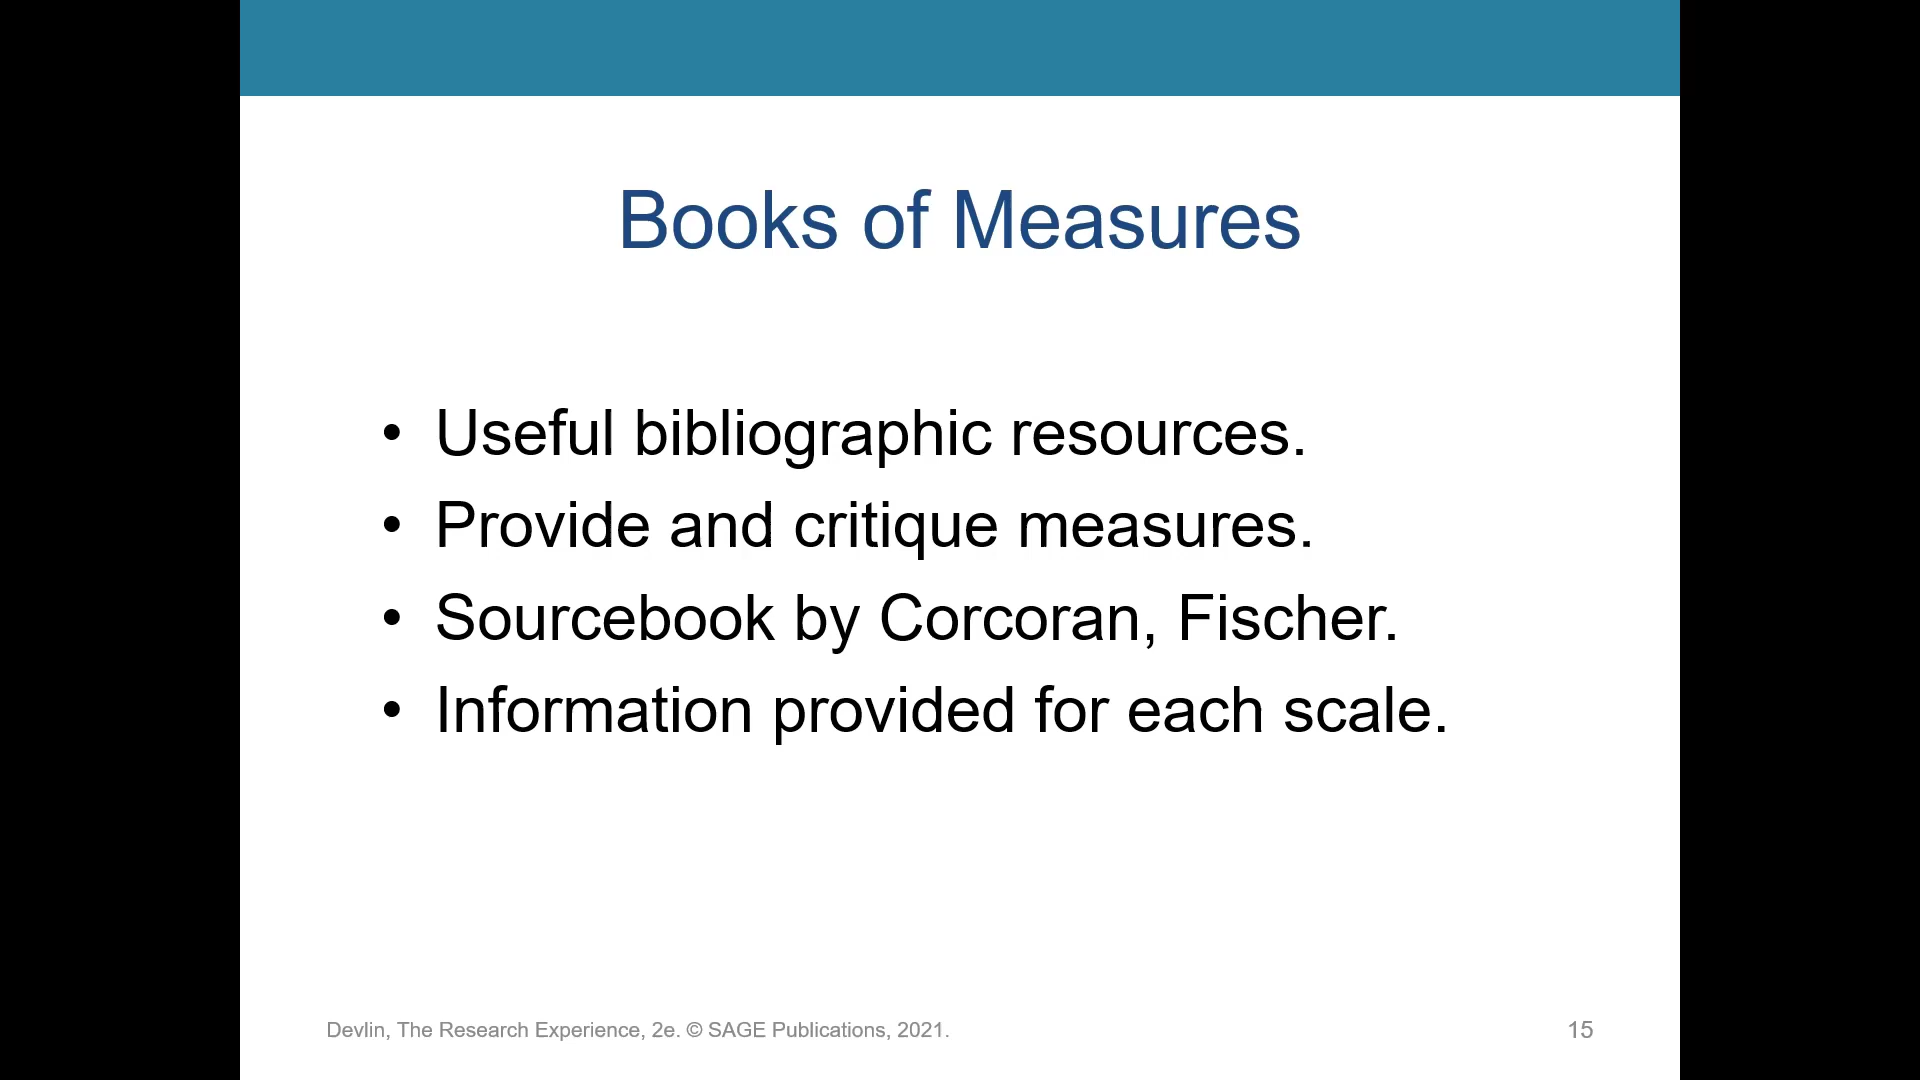 Books of Measures
• Useful bibliographic resources.
• Provide and critique measures.
• Sourcebook by Corcoran, Fischer.
• Information provided for each scale.
Devlin, The Research Experience, 2e. © SAGE Publications, 2021.
15